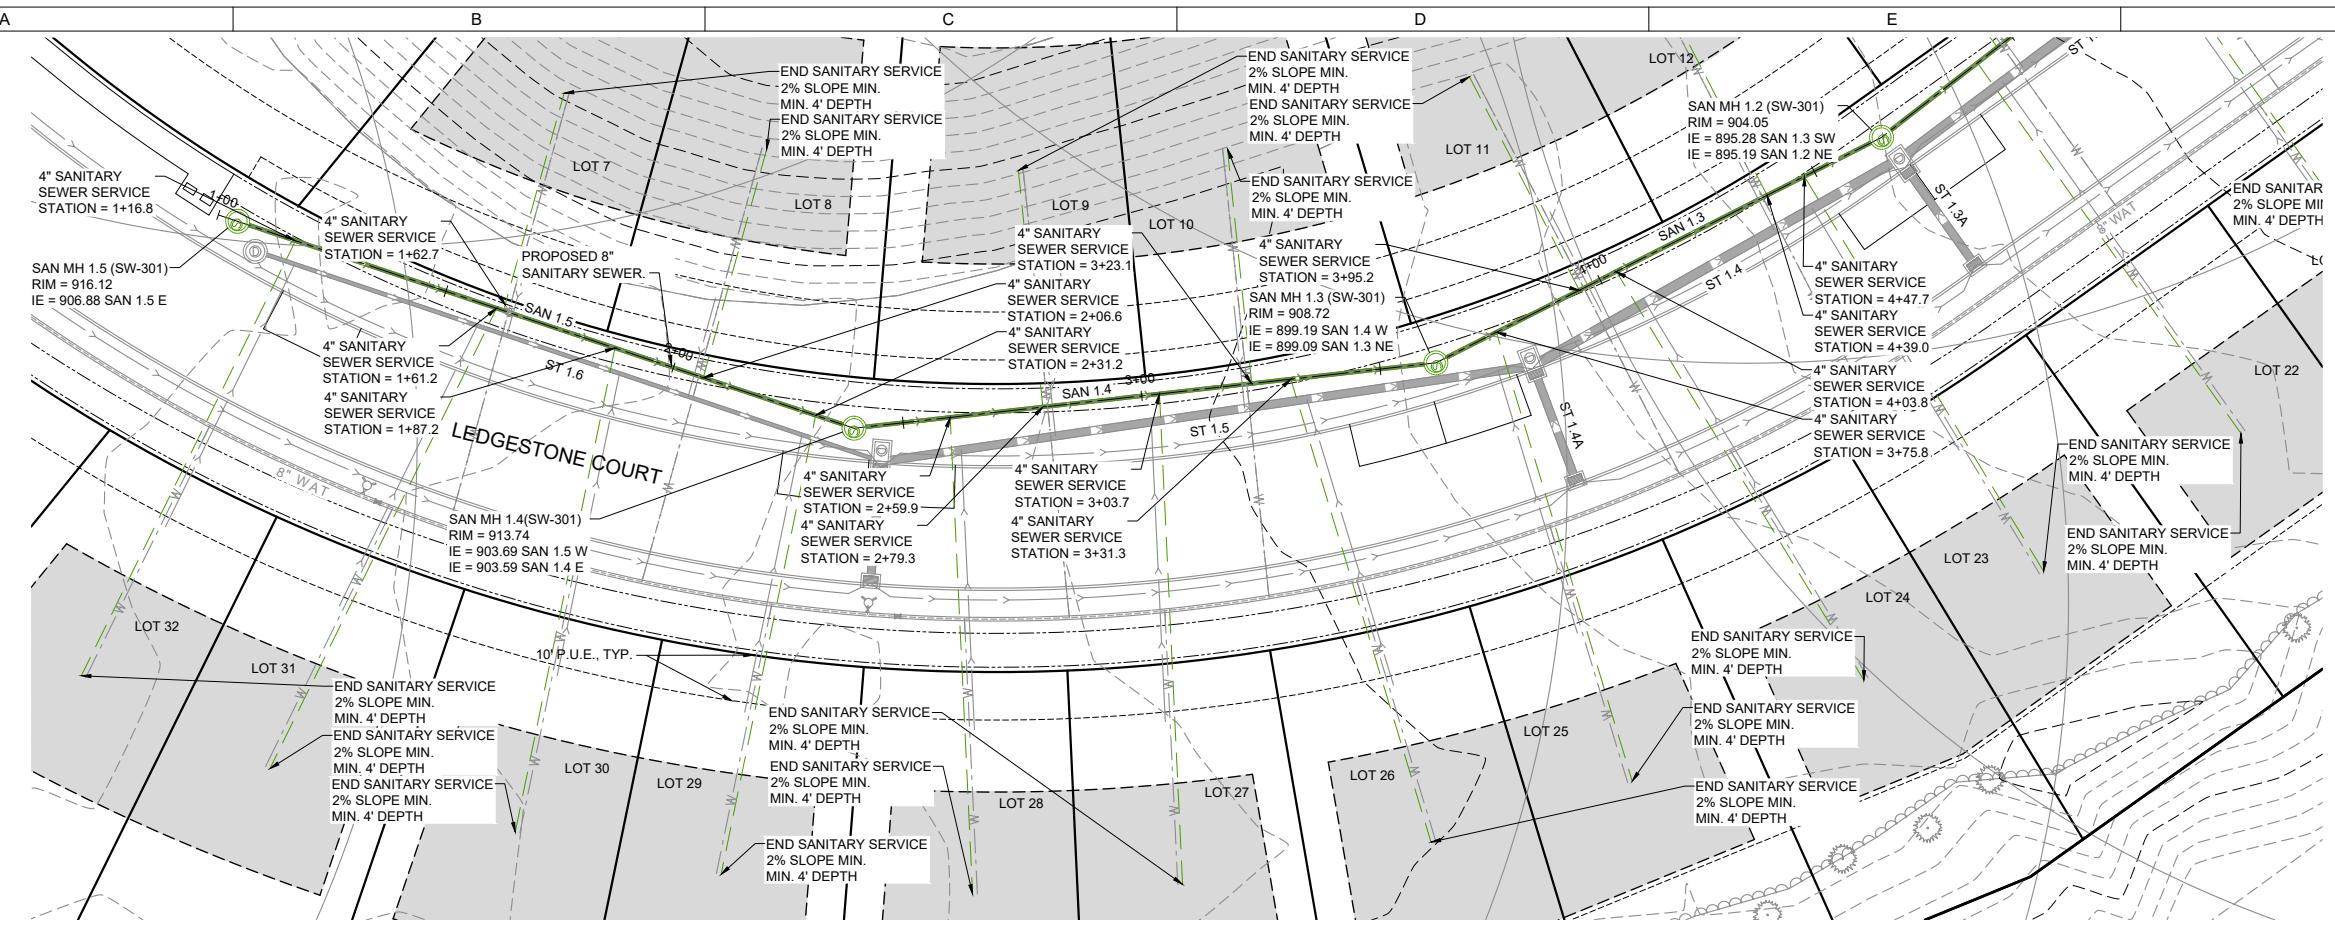 A
B
C
D
E
END SANITARY SERVICE
2% SLOPE MIN.
MIN. 4' DEPTH
END SANITARY SERVICE
2% SLOPE MIN.
MIN. 4' DEPTH
END SANITARY SERVICE
2% SLOPE MIN.
MIN. 4' DEPTH
END SANITARY SERVICE
2% SLOPE MIN.
MIN. 4' DEPTH
END SANITARY SERVICE
2% SLOPE MIN.
MIN. 4' DEPTH
LOT 12
LOT 11
LOT 7
LOT 8
LOT 9
LOT 10
SAN MH 1.2 (SW-301)
RIM = 904.05
IE = 895.28 SAN 1.3 SW
IE = 895.19 SAN 1.2 NE
ST 1.3A
END SANITAR
2% SLOPE MI
MIN. 4' DEPTH
8" WAT
4" SANITARY
SEWER SERVICE
STATION = 1+16.8
1+00
SAN MH 1.5 (SW-301)
RIM = 916.12
IE = 906.88 SAN 1.5 E
4" SANITARY
SEWER SERVICE
STATION = 1+62.7
PROPOSED 8"
SANITARY SEWER.
SAN 1.5
2+00
ST 1.6
4" SANITARY
SEWER SERVICE
STATION = 1+61.2
4" SANITARY
SEWER SERVICE
STATION = 1+87.2
4" SANITARY
SEWER SERVICE
STATION = 3+23.1
4" SANITARY
SEWER SERVICE
STATION = 2+06.6
4" SANITARY
SEWER SERVICE
STATION = 2+31.2
SAN 1.4
3+00
4" SANITARY
SEWER SERVICE
STATION = 3+95.2
SAN MH 1.3 (SW-301)
RIM = 908.72
IE = 899.19 SAN 1.4 W
IE = 899.09 SAN 1.3 NE
4+00
SAN 1.3
ST 1.4
4" SANITARY
SEWER SERVICE
STATION = 4+47.7
4" SANITARY
SEWER SERVICE
STATION = 4+39.0
4" SANITARY
SEWER SERVICE
STATION = 4+03.8
4" SANITARY
SEWER SERVICE
STATION = 3+75.8
LOT 22
LEDGESTONE COURT
8" WAT
ST 1.5
ST 1.4A
4" SANITARY
SEWER SERVICE
STATION = 2+59.9
4" SANITARY
SEWER SERVICE
STATION = 2+79.3
4" SANITARY
SEWER SERVICE
STATION = 3+03.7
4" SANITARY
SEWER SERVICE
STATION = 3+31.3
SAN MH 1.4(SW-301)
RIM = 913.74
IE = 903.69 SAN 1.5 W
IE = 903.59 SAN 1.4 E
END SANITARY SERVICE
2% SLOPE MIN.
MIN. 4' DEPTH
END SANITARY SERVICE
2% SLOPE MIN.
MIN. 4' DEPTH
LOT 23
LOT 24
LOT 32
LOT 31
10' P.U.E., TYP.
END SANITARY SERVICE
2% SLOPE MIN.
MIN. 4' DEPTH
END SANITARY SERVICE
2% SLOPE MIN.
MIN. 4' DEPTH
END SANITARY SERVICE
2% SLOPE MIN.
MIN. 4' DEPTH
LOT 30
LOT 29
END SANITARY SERVICE
2% SLOPE MIN.
MIN. 4' DEPTH
END SANITARY SERVICE
2% SLOPE MIN.
MIN. 4' DEPTH
END SANITARY SERVICE
2% SLOPE MIN.
MIN. 4' DEPTH
LOT 28
LOT 27
LOT 26
LOT 25
END SANITARY SERVICE
2% SLOPE MIN.
MIN. 4' DEPTH
END SANITARY SERVICE
2% SLOPE MIN.
MIN. 4' DEPTH
END SANITARY SERVICE
2% SLOPE MIN.
MIN. 4' DEPTH